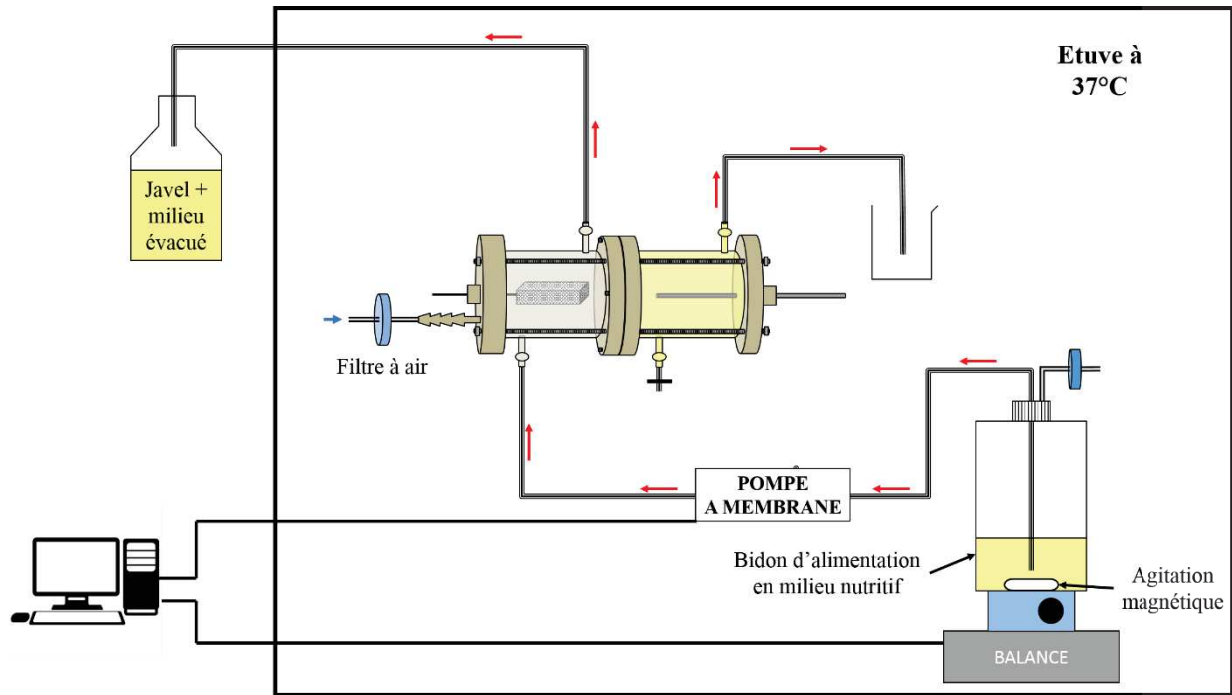 Etuve à
37°C
Javel +
milieu
évacué
Filtre à air
POMPE
A MEMBRANE
Bidon d'alimentation
en milieu nutritif
Agitation
magnétique
BALANCE